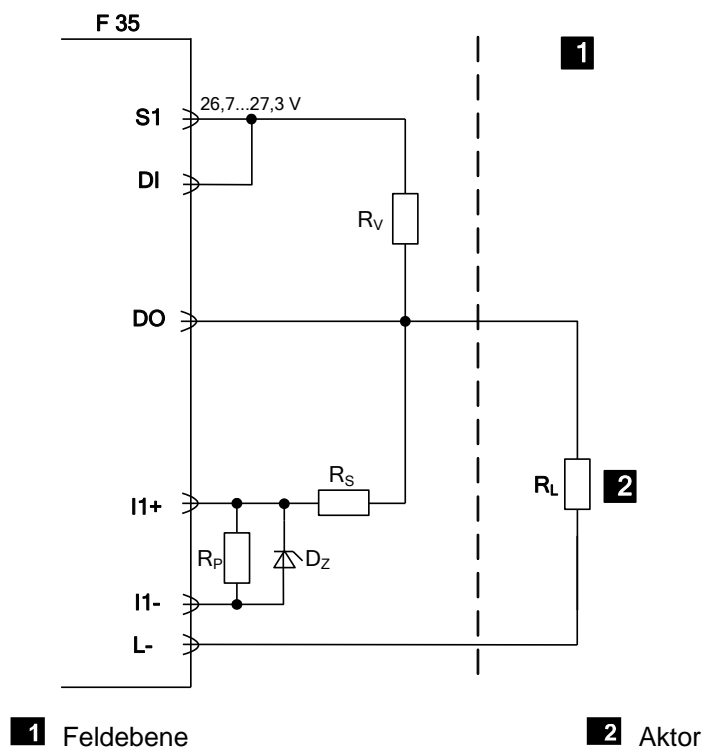 F 35
1
S1
26,7...27,3 V
DI
RV
DO
RS
RL
2
I1+
RP
DZ
I1-
L-
1 Feldebene
2 Aktor